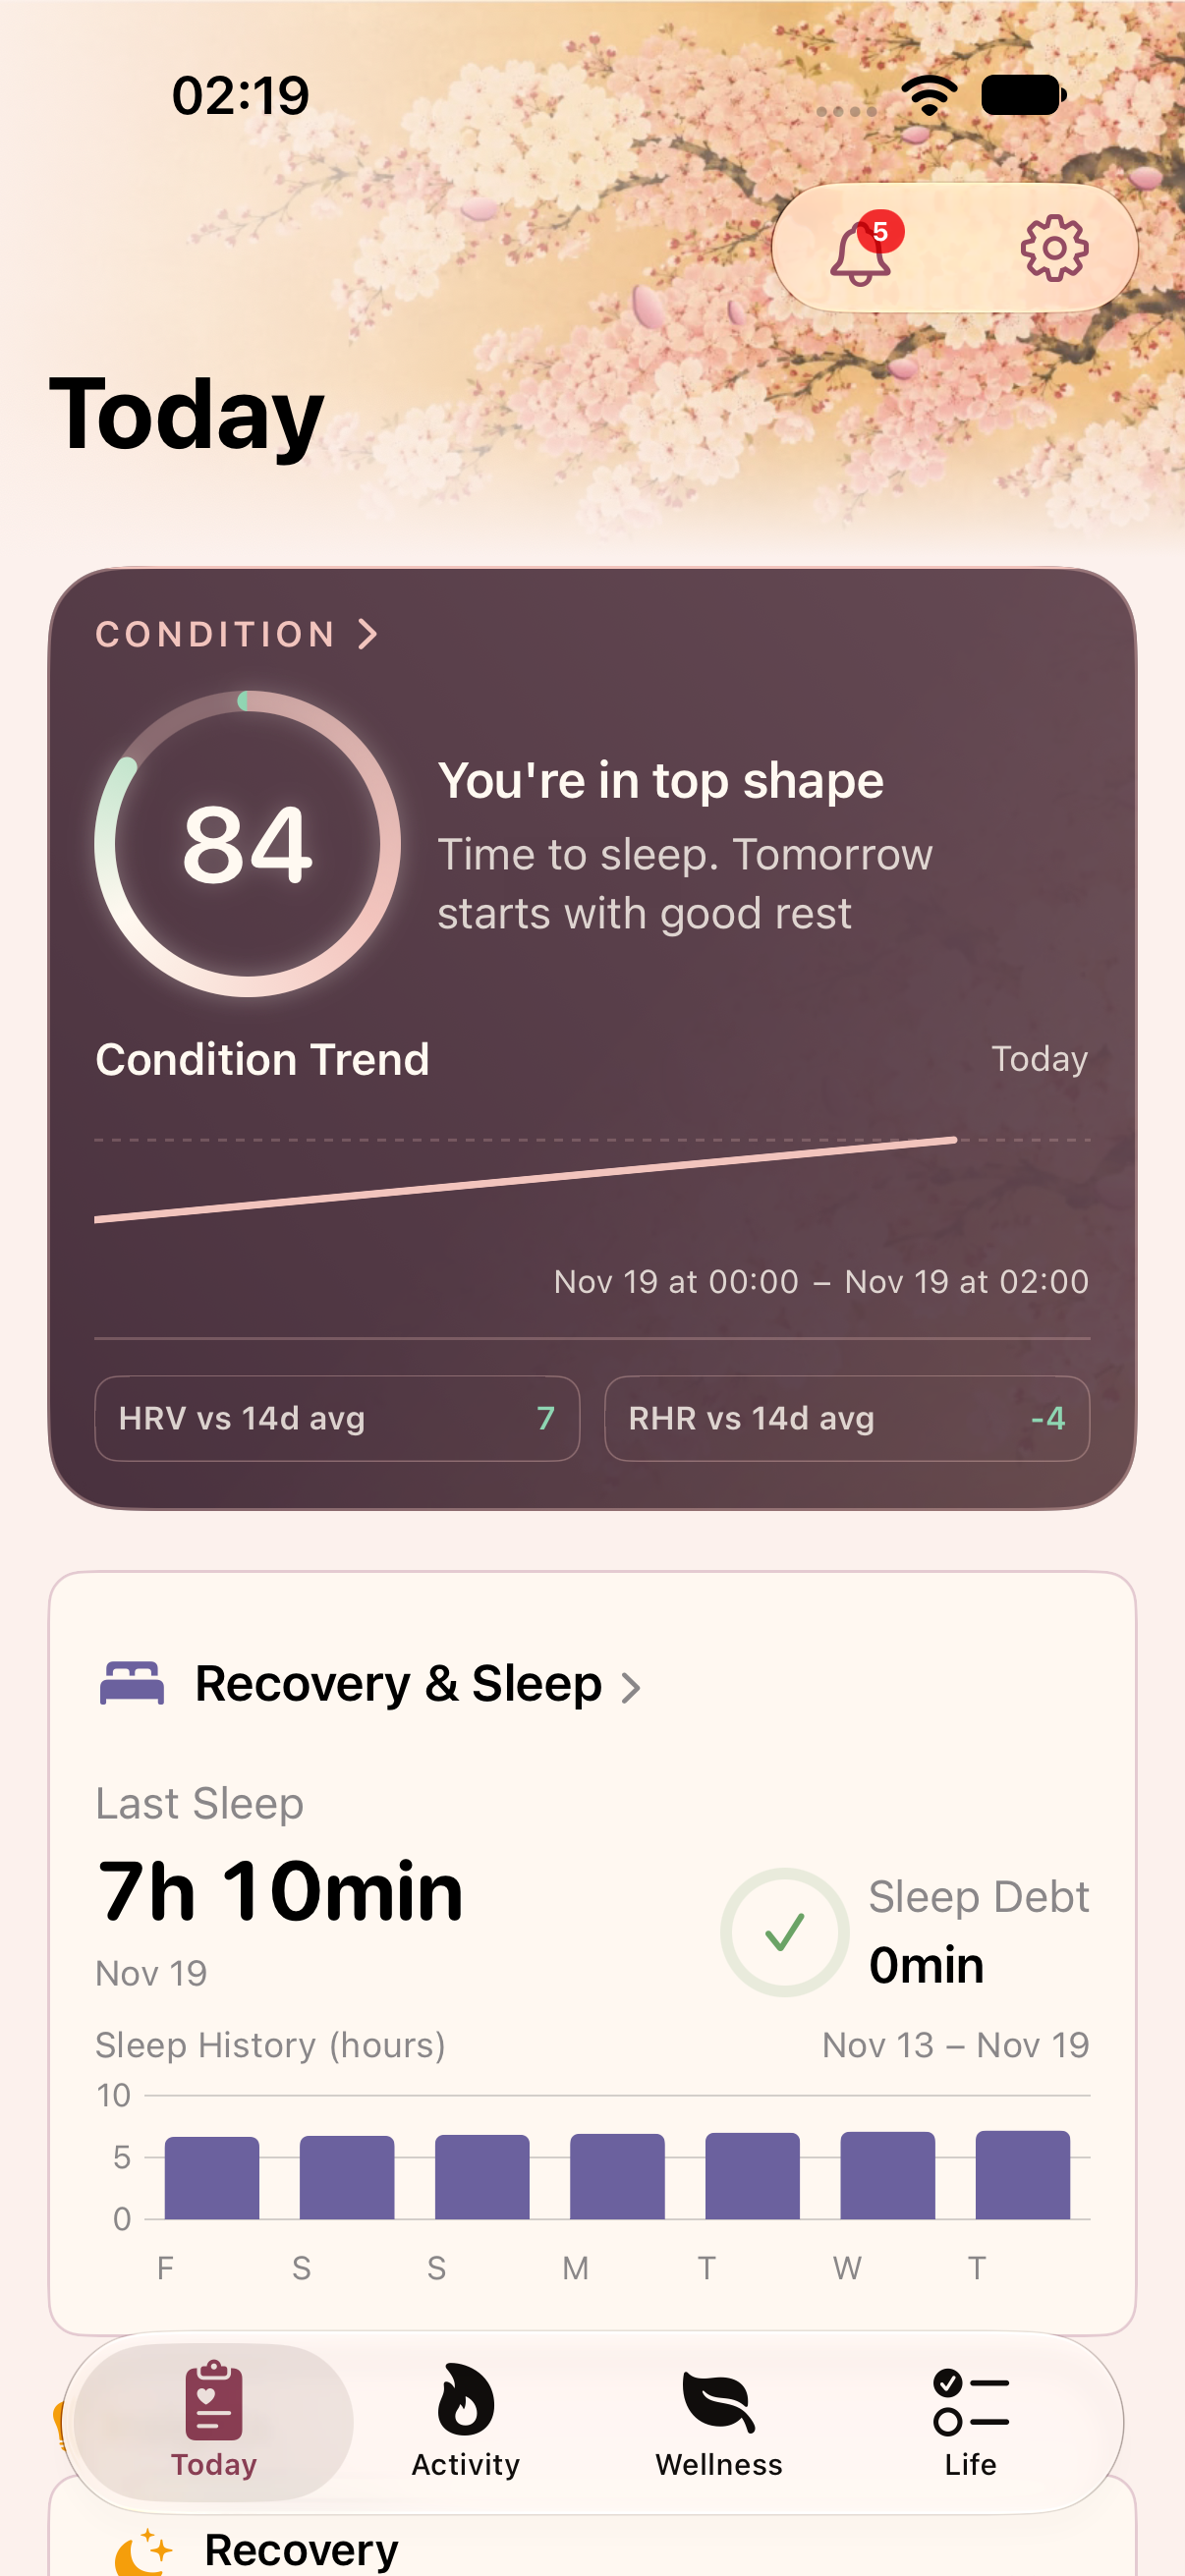 02:19
5
Today
CONDITION
84
You're in top shape
Time to sleep. Tomorrow
starts with good rest
Condition Trend
Today
Nov 19 at 00:00 – Nov 19 at 02:00
HRV vs 14d avg 7
RHR vs 14d avg -4
Recovery & Sleep
Last Sleep
7h 10min
Nov 19
Sleep Debt
0min
Sleep History (hours)
Nov 13 – Nov 19
10
5
0
F S S M T W T
Today Activity Wellness Life
Recovery